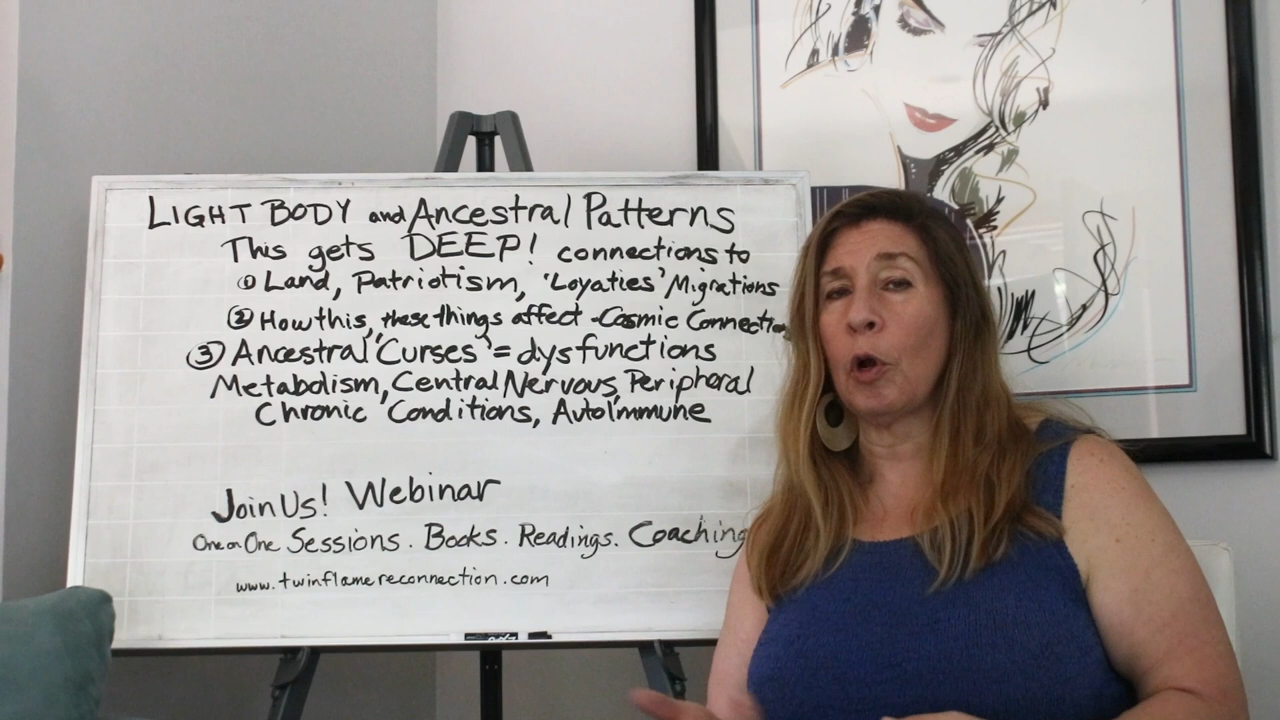 LIGHT BODY and Ancestral Patterns
This gets DEEP! connections to
① Land, Patriotism, 'Loyaties' Migrations
② How this, these things affect - Cosmic Connection
③ Ancestral 'Curses' = dysfunctions
Metabolism, Central Nervous, Peripheral
Chronic Conditions, AutoImmune
Join Us! Webinar
One on One Sessions. Books. Readings. Coaching
www.twinflamereconnection.com